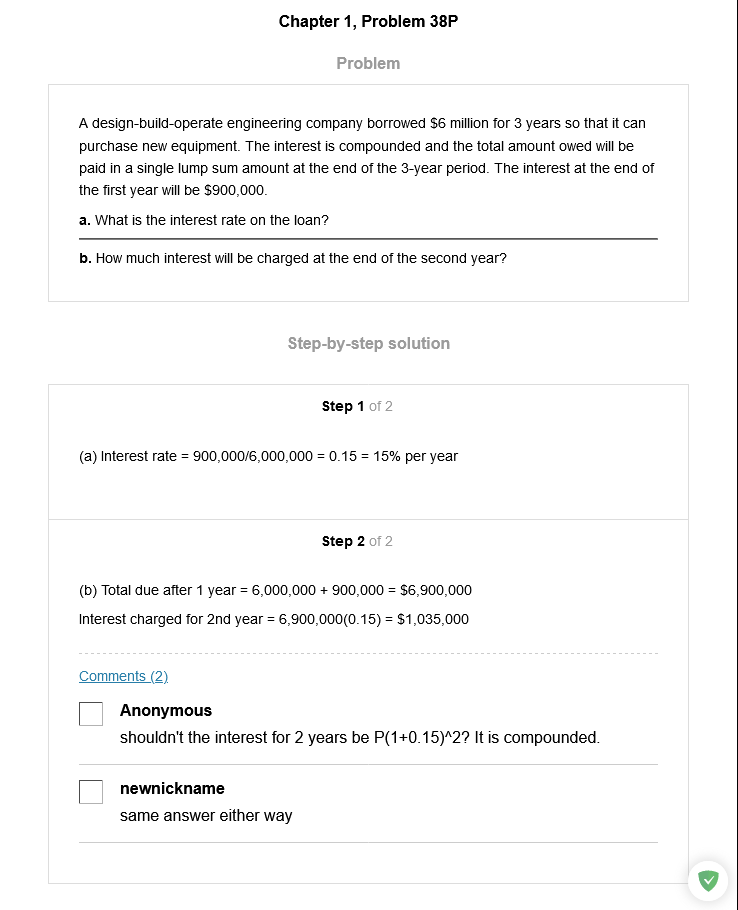 Chapter 1, Problem 38P
Problem
A design-build-operate engineering company borrowed $6 million for 3 years so that it can
purchase new equipment. The interest is compounded and the total amount owed will be
paid in a single lump sum amount at the end of the 3-year period. The interest at the end of
the first year will be $900,000.
a. What is the interest rate on the loan?
b. How much interest will be charged at the end of the second year?
Step-by-step solution
Step 1 of 2
(a) Interest rate = 900,000/6,000,000 = 0.15 = 15% per year
Step 2 of 2
(b) Total due after 1 year = 6,000,000 + 900,000 = $6,900,000
Interest charged for 2nd year = 6,900,000(0.15) = $1,035,000
Comments (2)
Anonymous
shouldn't the interest for 2 years be P(1+0.15)^2? It is compounded.
newnickname
same answer either way